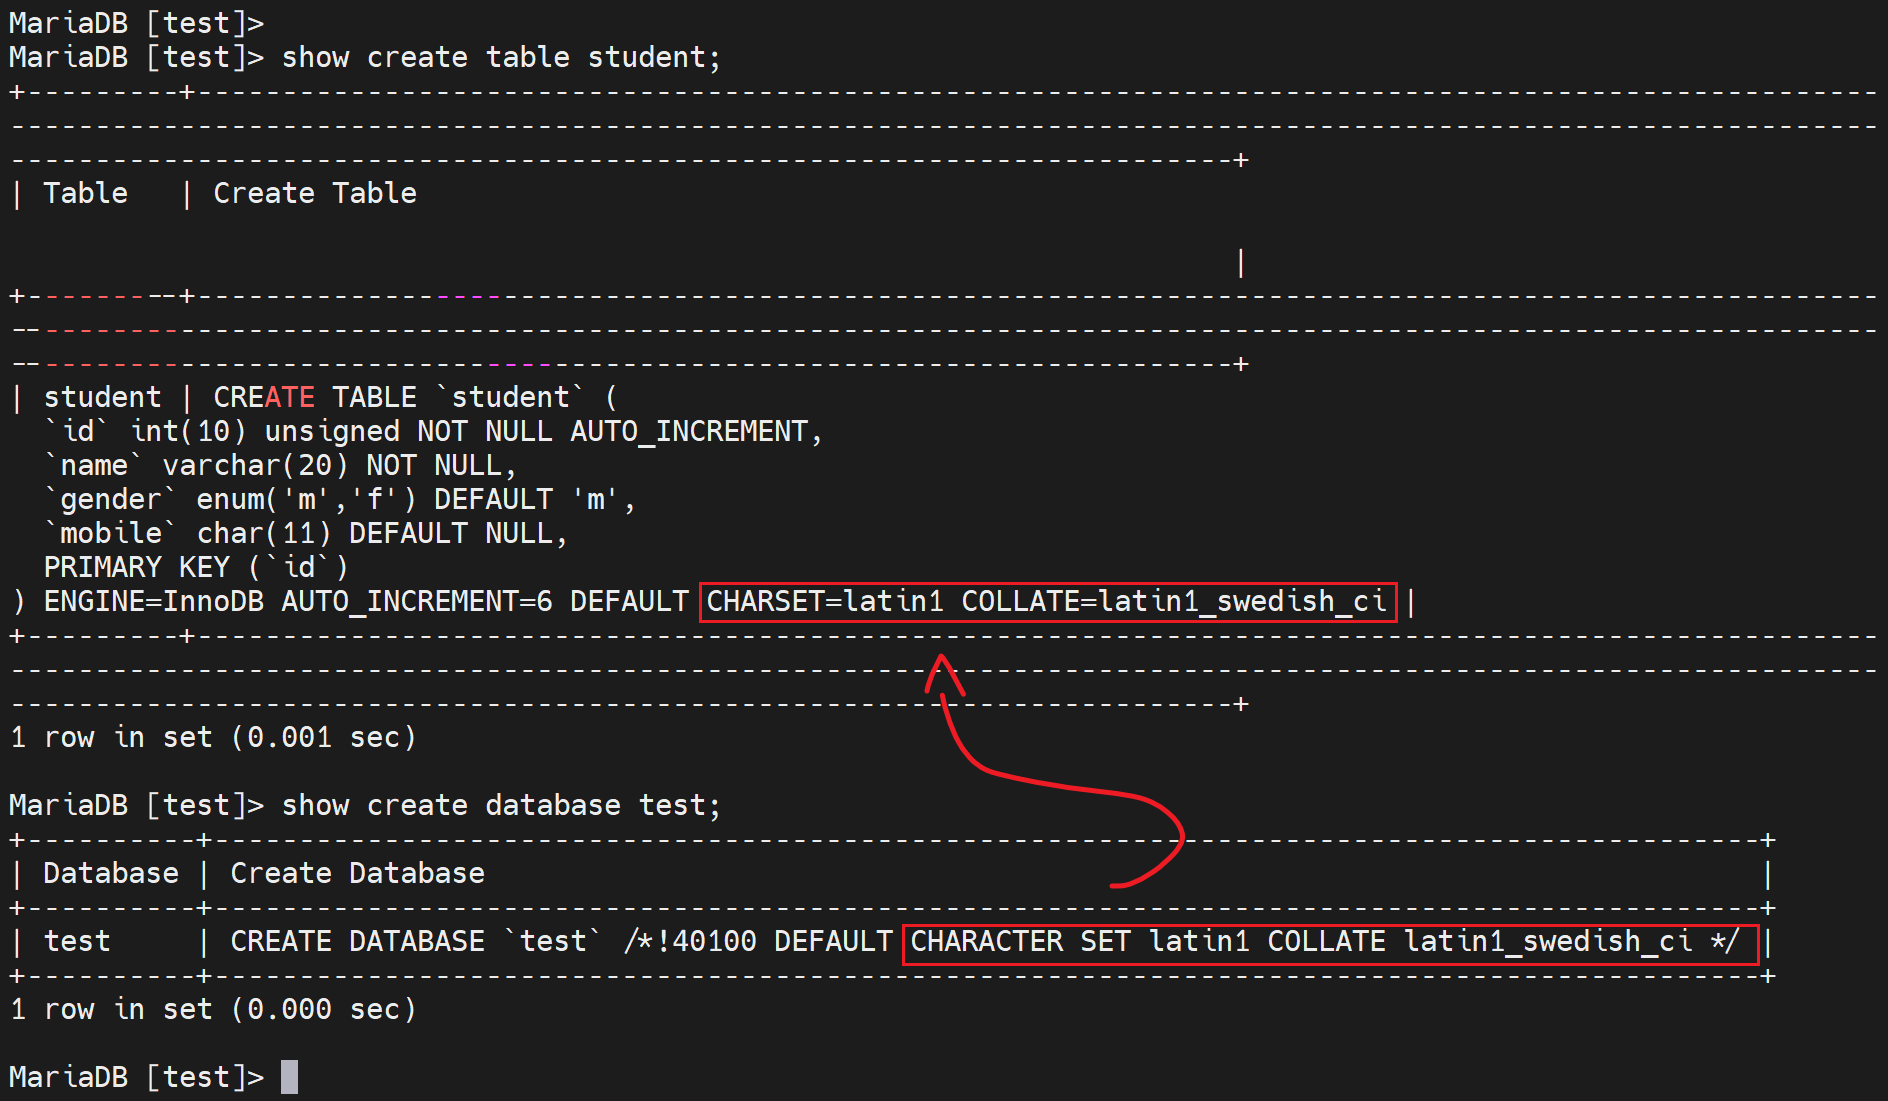 MariaDB [test]>
MariaDB [test]> show create table student;
+---------+---------------------------------------------------------------------------------------------------
--------------------------------------------------------------------------------------------------------------
------------------------------------------------------------------------+
| Table   | Create Table
|
+---------+---------------------------------------------------------------------------------------------------
--------------------------------------------------------------------------------------------------------------
------------------------------------------------------------------------+
| student | CREATE TABLE `student` (
  `id` int(10) unsigned NOT NULL AUTO_INCREMENT,
  `name` varchar(20) NOT NULL,
  `gender` enum('m','f') DEFAULT 'm',
  `mobile` char(11) DEFAULT NULL,
  PRIMARY KEY (`id`)
) ENGINE=InnoDB AUTO_INCREMENT=6 DEFAULT CHARSET=latin1 COLLATE=latin1_swedish_ci |
+---------+---------------------------------------------------------------------------------------------------
--------------------------------------------------------------------------------------------------------------
------------------------------------------------------------------------+
1 row in set (0.001 sec)
MariaDB [test]> show create database test;
+----------+-------------------------------------------------------------------------------------------+
| Database | Create Database                                                                           |
+----------+-------------------------------------------------------------------------------------------+
| test     | CREATE DATABASE `test` /*!40100 DEFAULT CHARACTER SET latin1 COLLATE latin1_swedish_ci */ |
+----------+-------------------------------------------------------------------------------------------+
1 row in set (0.000 sec)
MariaDB [test]>